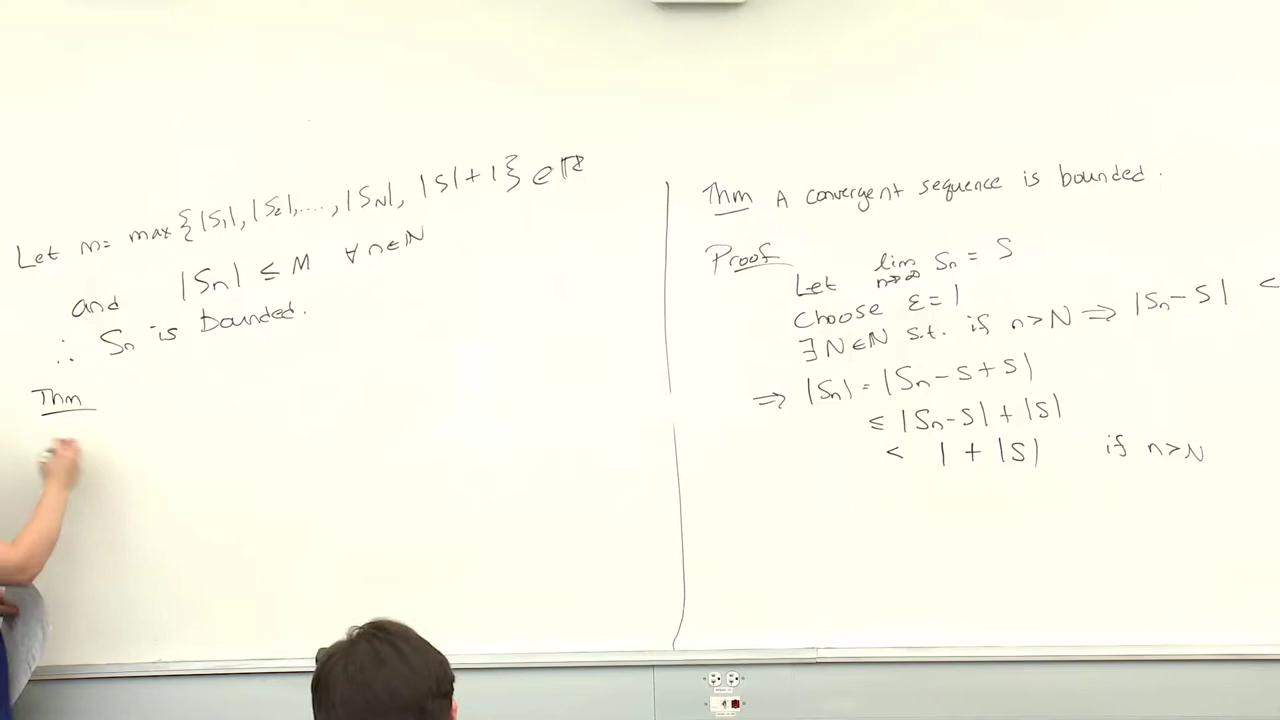 Thm A convergent sequence is bounded.
Proof
Let lim Sn = S
n→∞
Choose ε = 1
∃ N ∈ ℕ s.t. if n > N ⇒ |Sn - S| <
⇒ |Sn| = |Sn - S + S|
≤ |Sn - S| + |S|
< 1 + |S| if n > N
Let m = max {|S1|, |S2|, ...., |SN|, |S| + 1} ∈ ℝ
and |Sn| ≤ M ∀ n ∈ ℕ
∴ Sn is bounded.
Thm